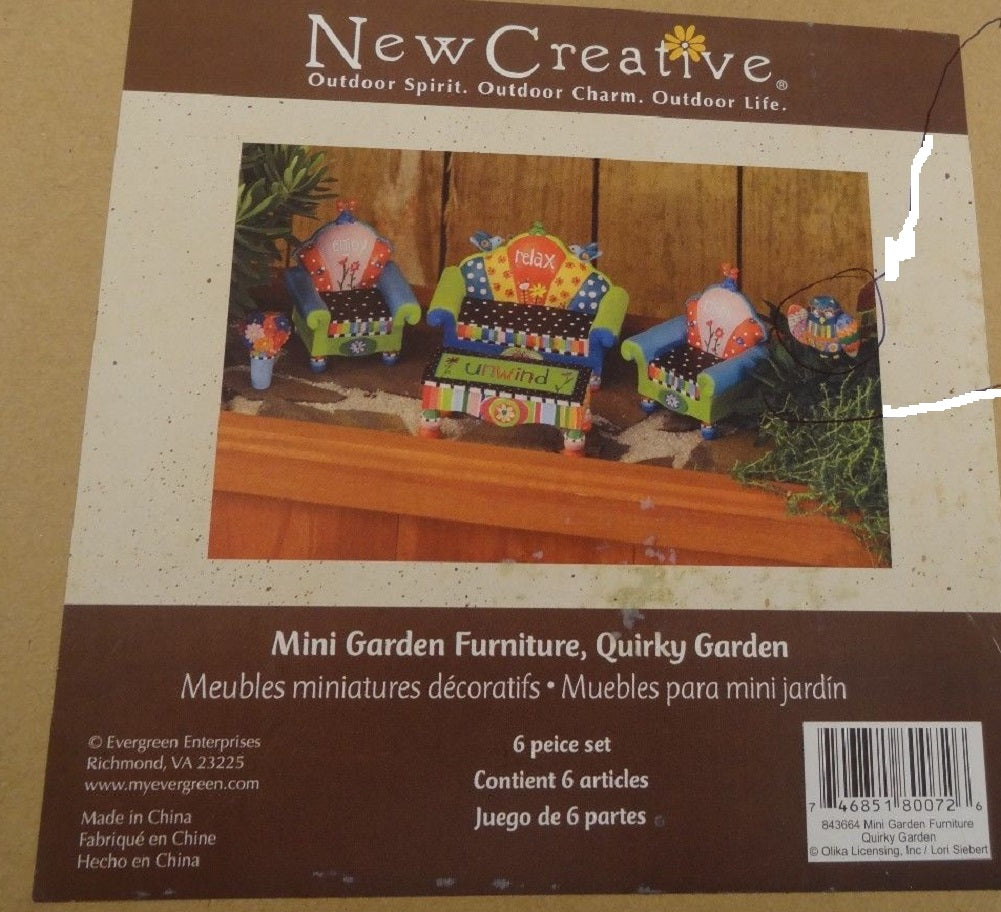 NewCreative®
Outdoor Spirit. Outdoor Charm. Outdoor Life.
enjoy
relax
unwind
Mini Garden Furniture, Quirky Garden
Meubles miniatures décoratifs • Muebles para mini jardín
© Evergreen Enterprises
Richmond, VA 23225
www.myevergreen.com
Made in China
Fabriqué en Chine
Hecho en China
6 peice set
Contient 6 articles
Juego de 6 partes
7 46851 80072 6
843664 Mini Garden Furniture
Quirky Garden
© Olika Licensing, Inc / Lori Siebert